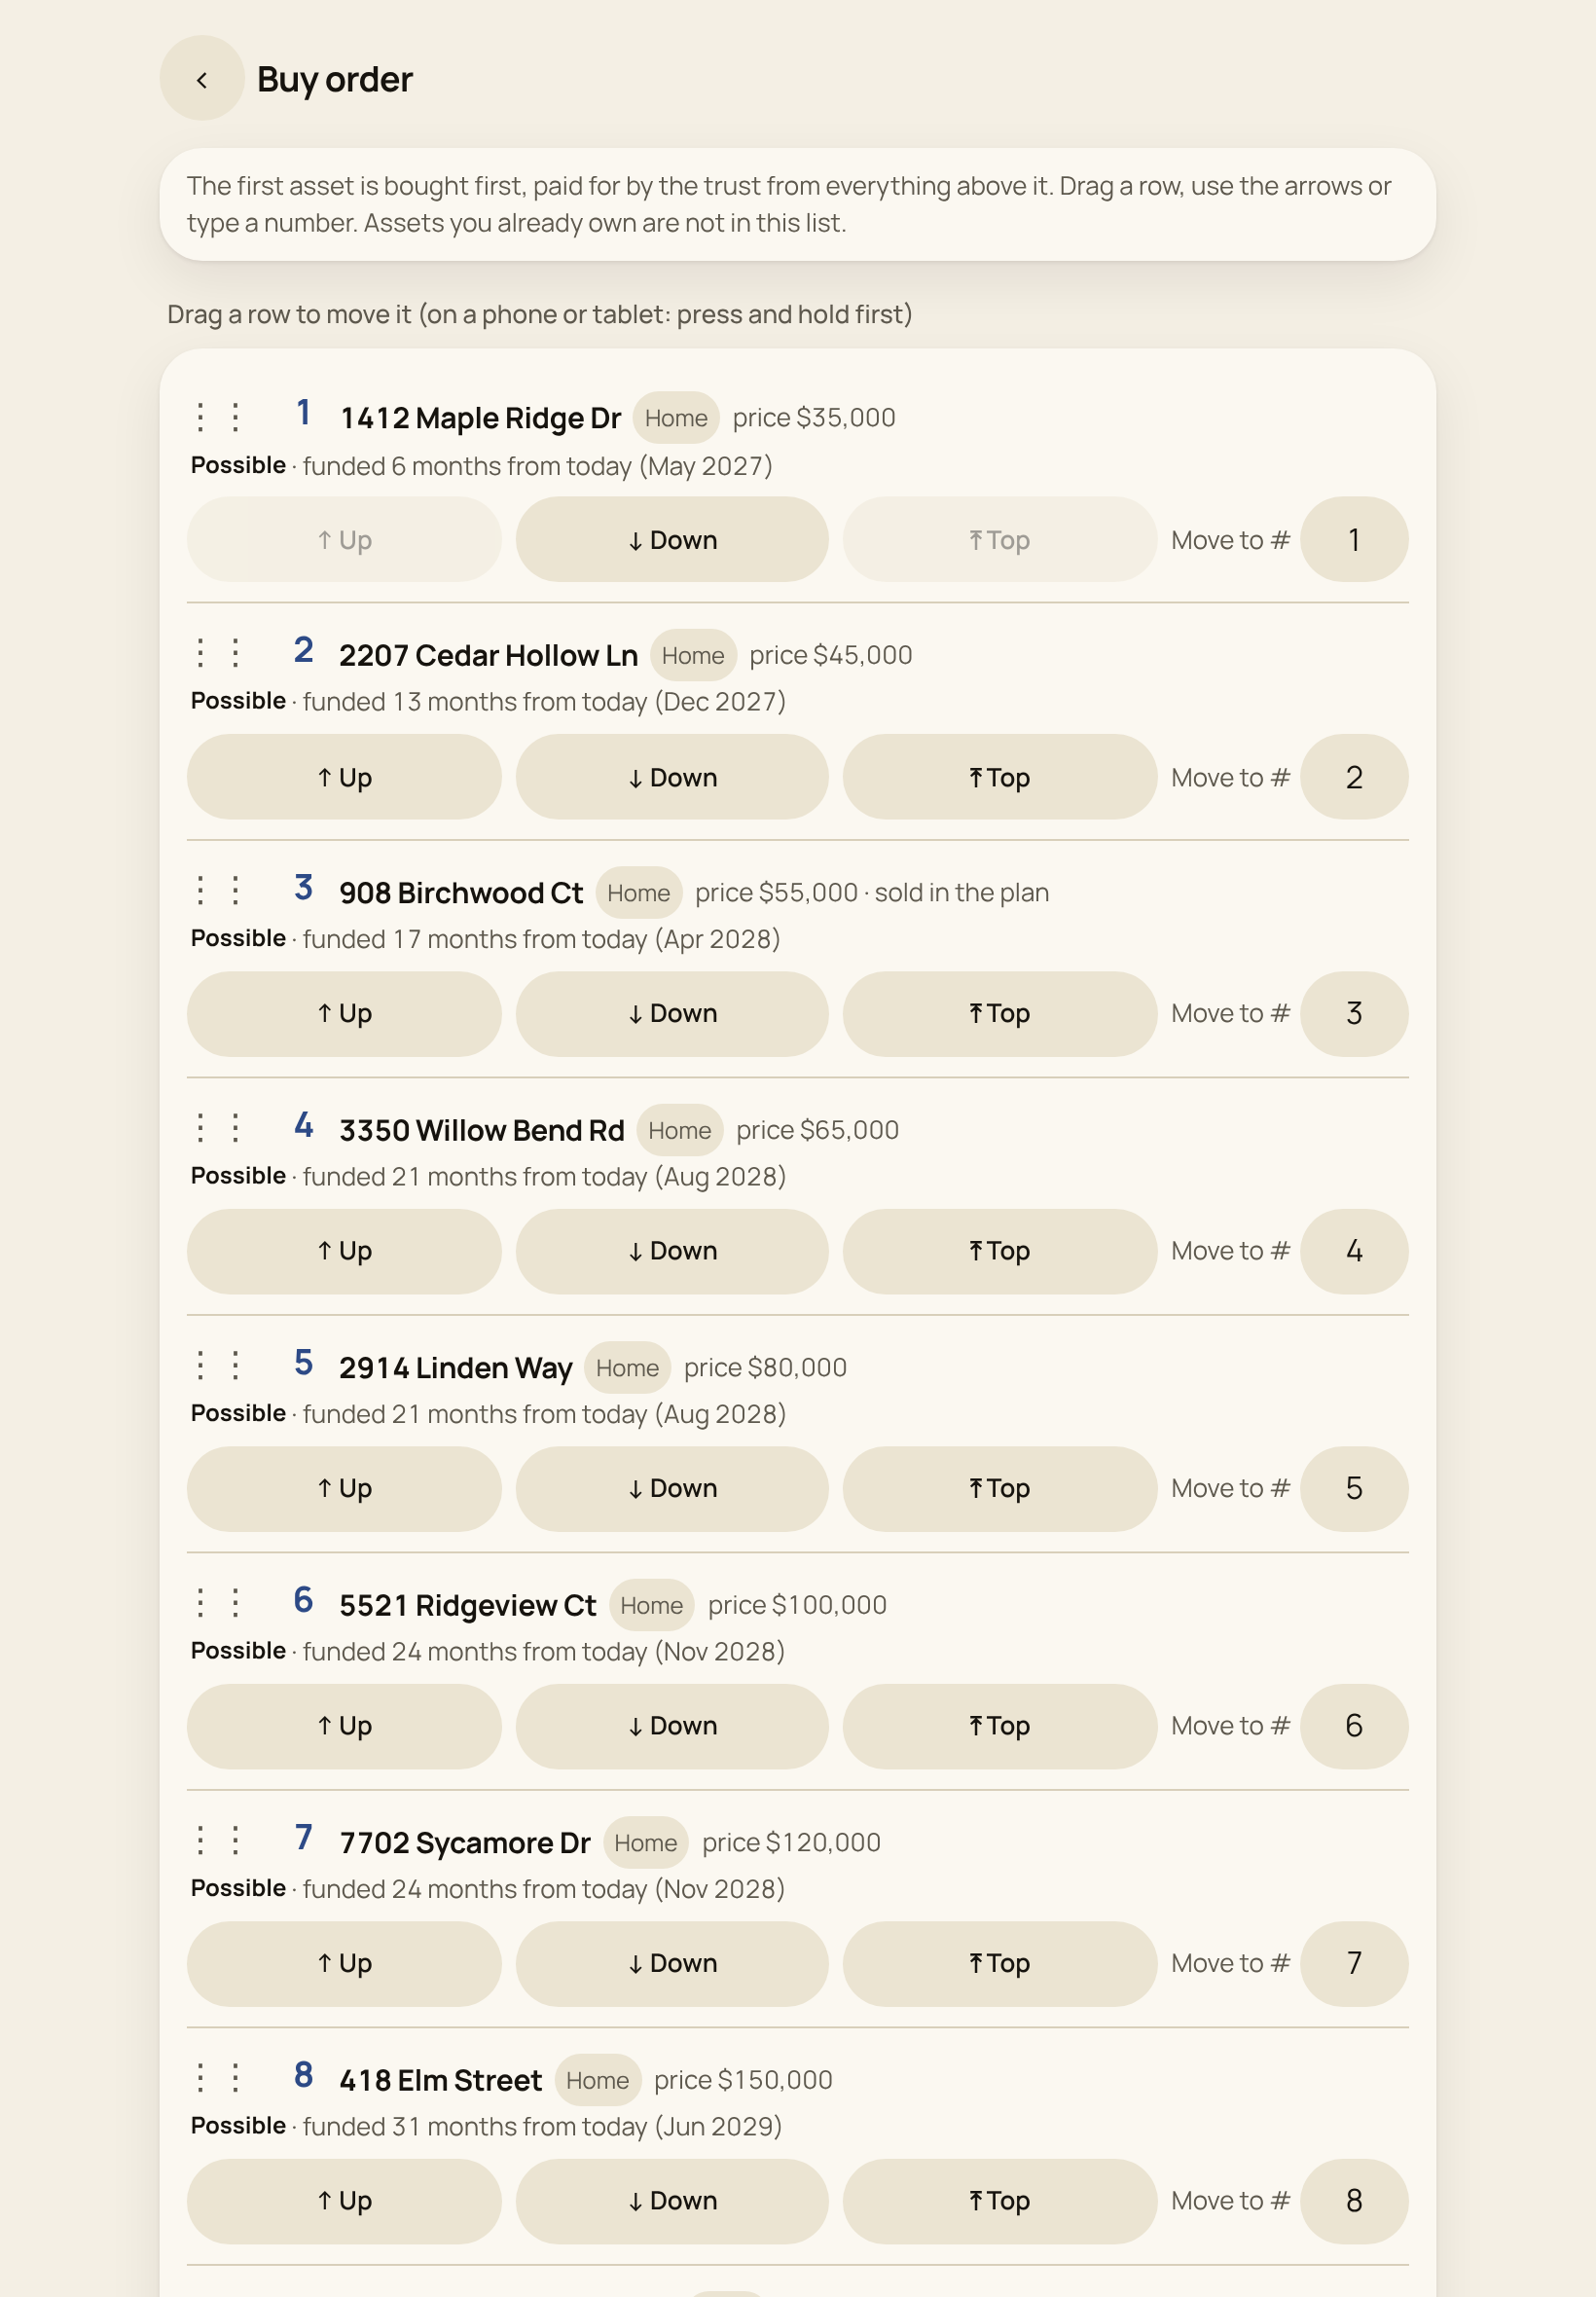 ‹ Buy order
The first asset is bought first, paid for by the trust from everything above it. Drag a row, use the arrows or
type a number. Assets you already own are not in this list.
Drag a row to move it (on a phone or tablet: press and hold first)
⋮⋮ 1 1412 Maple Ridge Dr Home price $35,000
Possible · funded 6 months from today (May 2027)
↑ Up ↓ Down ⤒ Top Move to # 1
⋮⋮ 2 2207 Cedar Hollow Ln Home price $45,000
Possible · funded 13 months from today (Dec 2027)
↑ Up ↓ Down ⤒ Top Move to # 2
⋮⋮ 3 908 Birchwood Ct Home price $55,000 · sold in the plan
Possible · funded 17 months from today (Apr 2028)
↑ Up ↓ Down ⤒ Top Move to # 3
⋮⋮ 4 3350 Willow Bend Rd Home price $65,000
Possible · funded 21 months from today (Aug 2028)
↑ Up ↓ Down ⤒ Top Move to # 4
⋮⋮ 5 2914 Linden Way Home price $80,000
Possible · funded 21 months from today (Aug 2028)
↑ Up ↓ Down ⤒ Top Move to # 5
⋮⋮ 6 5521 Ridgeview Ct Home price $100,000
Possible · funded 24 months from today (Nov 2028)
↑ Up ↓ Down ⤒ Top Move to # 6
⋮⋮ 7 7702 Sycamore Dr Home price $120,000
Possible · funded 24 months from today (Nov 2028)
↑ Up ↓ Down ⤒ Top Move to # 7
⋮⋮ 8 418 Elm Street Home price $150,000
Possible · funded 31 months from today (Jun 2029)
↑ Up ↓ Down ⤒ Top Move to # 8